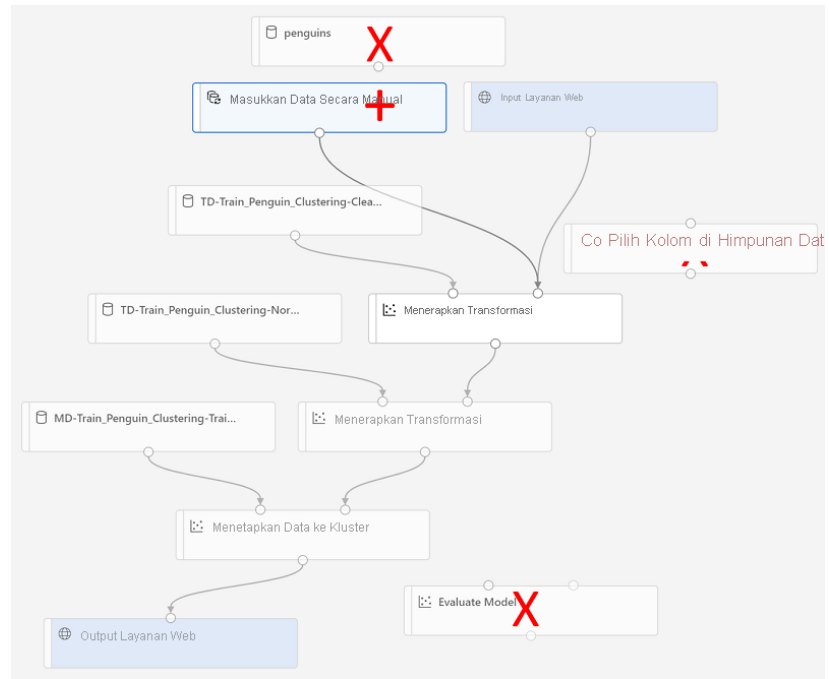 penguins
X
Masukkan Data Secara Manual
+
Input Layanan Web
TD-Train_Penguin_Clustering-Clea...
Co Pilih Kolom di Himpunan Dat
TD-Train_Penguin_Clustering-Nor...
Menerapkan Transformasi
MD-Train_Penguin_Clustering-Trai...
Menerapkan Transformasi
Menetapkan Data ke Kluster
Evaluate Model
X
Output Layanan Web